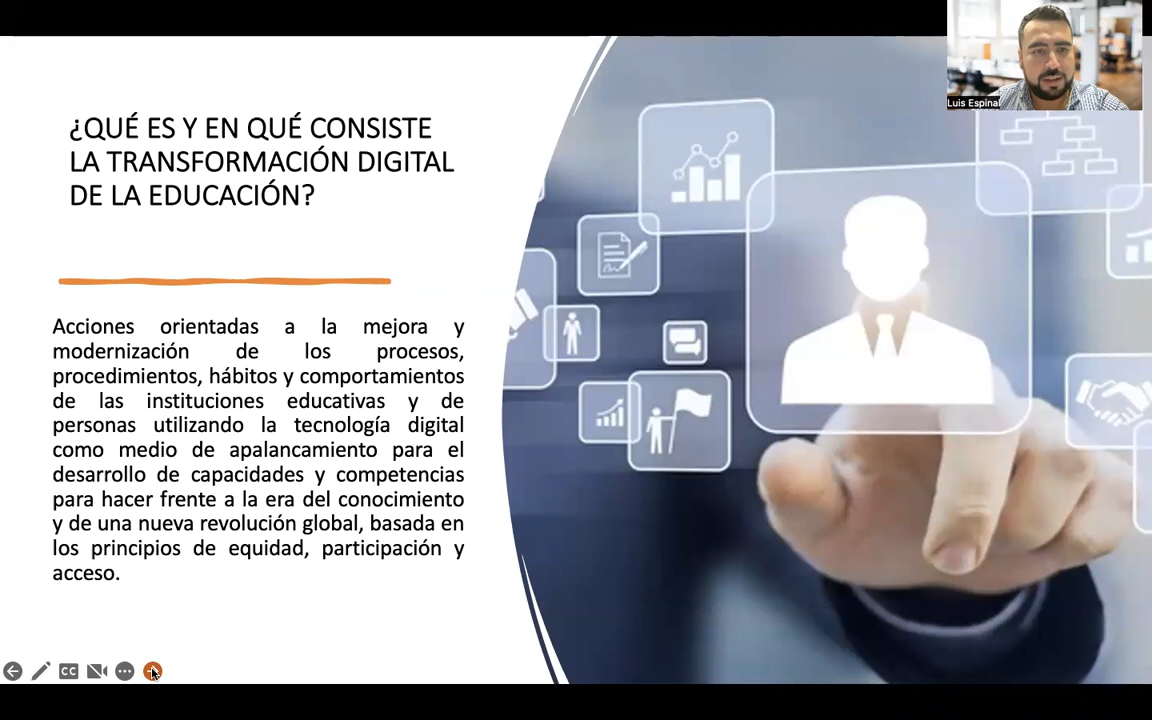 Luis Espinal
¿QUÉ ES Y EN QUÉ CONSISTE
LA TRANSFORMACIÓN DIGITAL
DE LA EDUCACIÓN?
Acciones orientadas a la mejora y
modernización de los procesos,
procedimientos, hábitos y comportamientos
de las instituciones educativas y de
personas utilizando la tecnología digital
como medio de apalancamiento para el
desarrollo de capacidades y competencias
para hacer frente a la era del conocimiento
y de una nueva revolución global, basada en
los principios de equidad, participación y
acceso.
CC